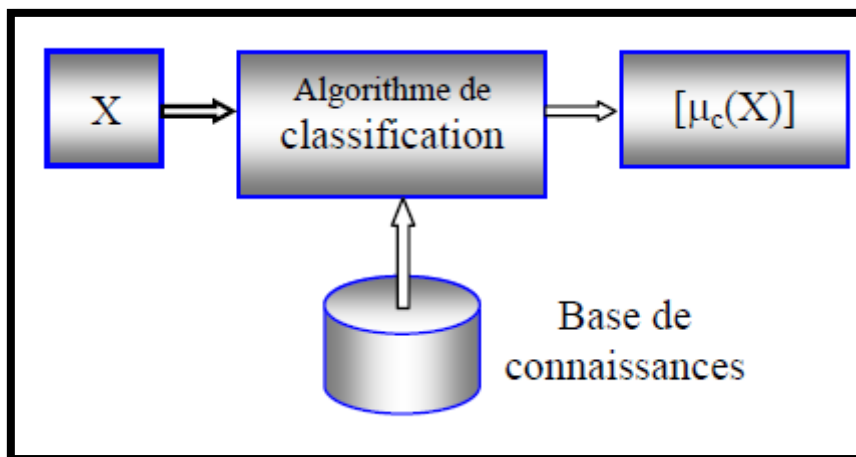 X
Algorithme de
classification
[μc(X)]
Base de
connaissances